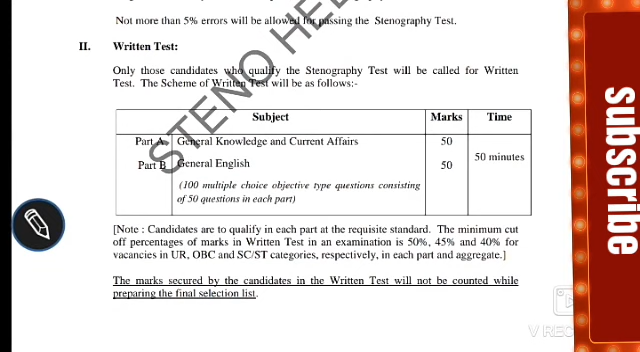 Not more than 5% errors will be allowed for passing the Stenography Test.
II. Written Test:
Only those candidates who qualify the Stenography Test will be called for Written
Test. The Scheme of Written Test will be as follows:-
Subject Marks Time
Part A General Knowledge and Current Affairs 50
50 minutes
Part B General English 50
(100 multiple choice objective type questions consisting
of 50 questions in each part)
[Note : Candidates are to qualify in each part at the requisite standard. The minimum cut
off percentages of marks in Written Test in an examination is 50%, 45% and 40% for
vacancies in UR, OBC and SC/ST categories, respectively, in each part and aggregate.]
The marks secured by the candidates in the Written Test will not be counted while
preparing the final selection list.
STENO
subscribe
V REC